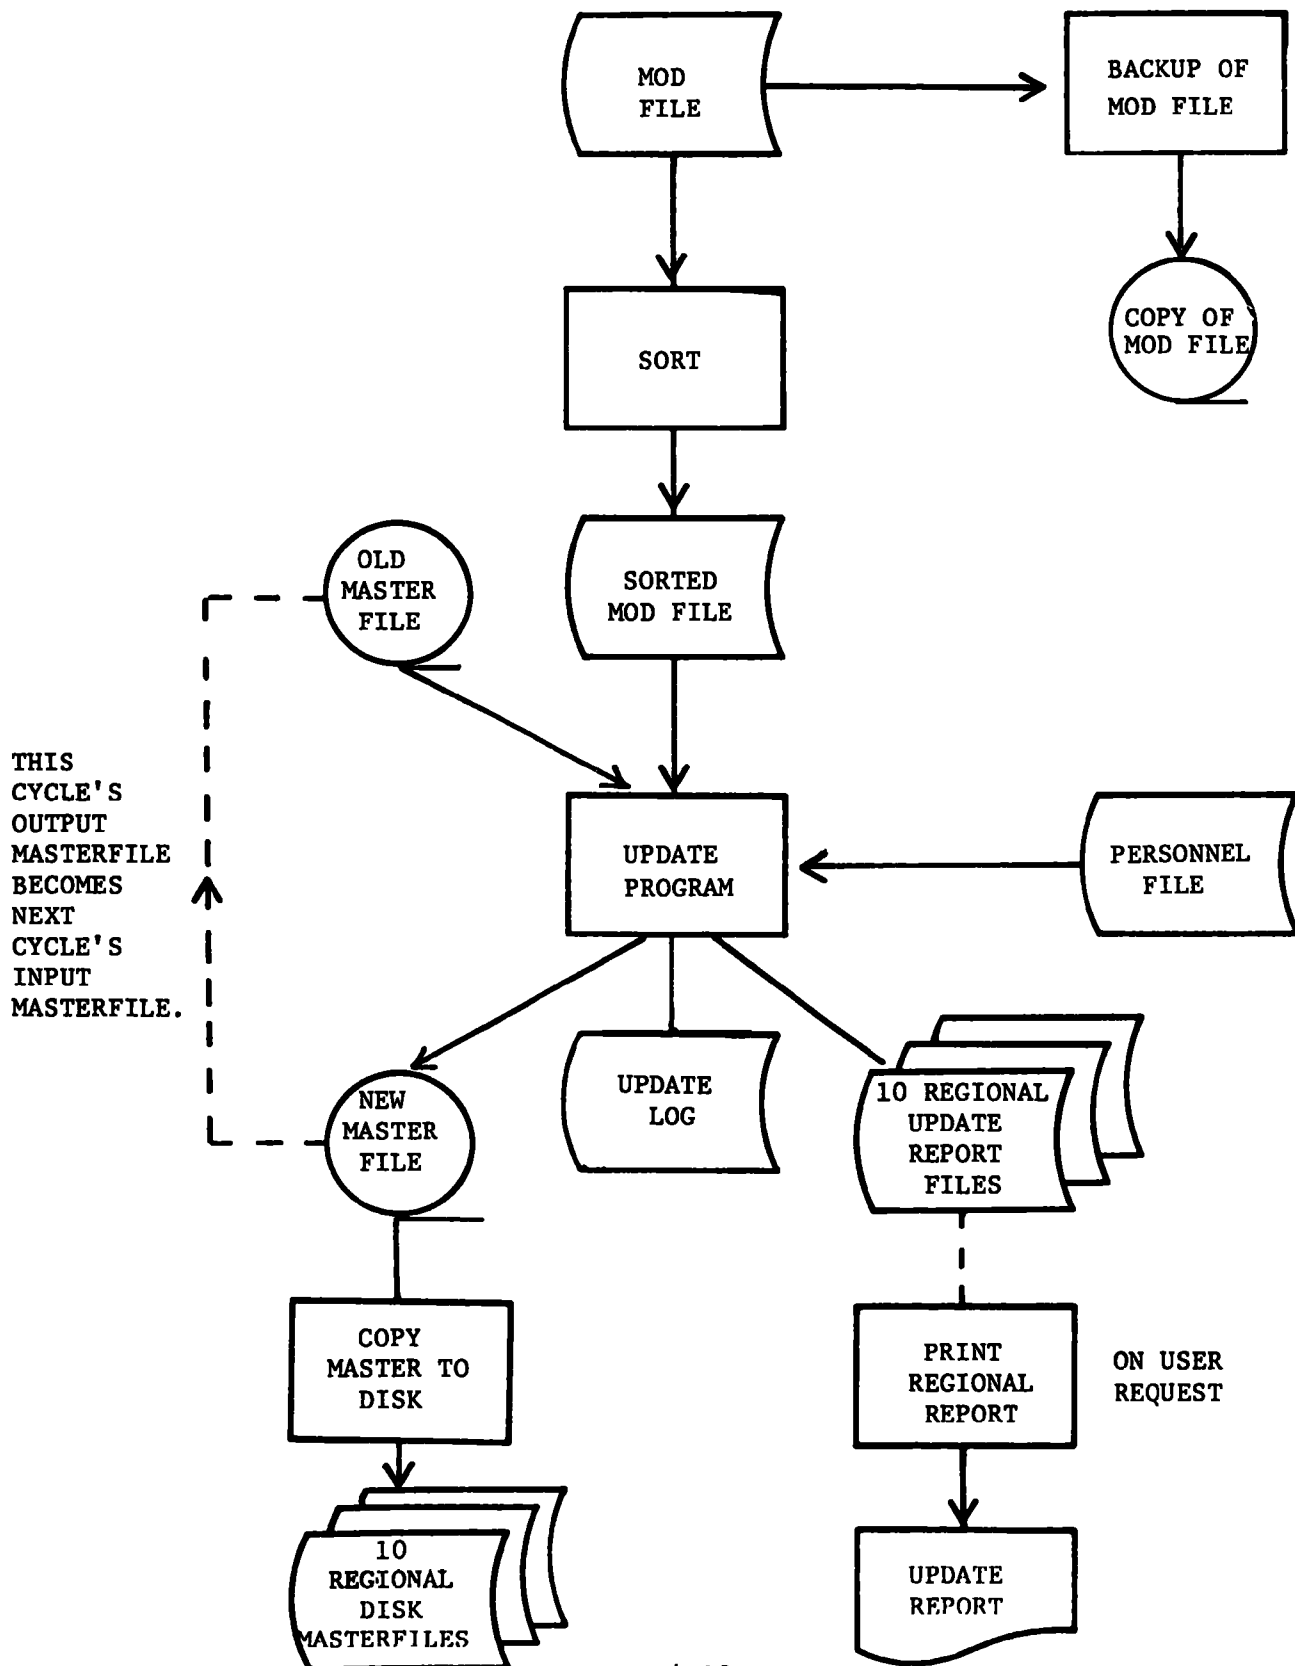 MOD
FILE
BACKUP OF
MOD FILE
COPY OF
MOD FILE
SORT
OLD
MASTER
FILE
SORTED
MOD FILE
THIS
CYCLE'S
OUTPUT
MASTERFILE
BECOMES
NEXT
CYCLE'S
INPUT
MASTERFILE.
UPDATE
PROGRAM
PERSONNEL
FILE
NEW
MASTER
FILE
UPDATE
LOG
10 REGIONAL
UPDATE
REPORT
FILES
COPY
MASTER TO
DISK
PRINT
REGIONAL
REPORT
ON USER
REQUEST
10
REGIONAL
DISK
MASTERFILES
UPDATE
REPORT